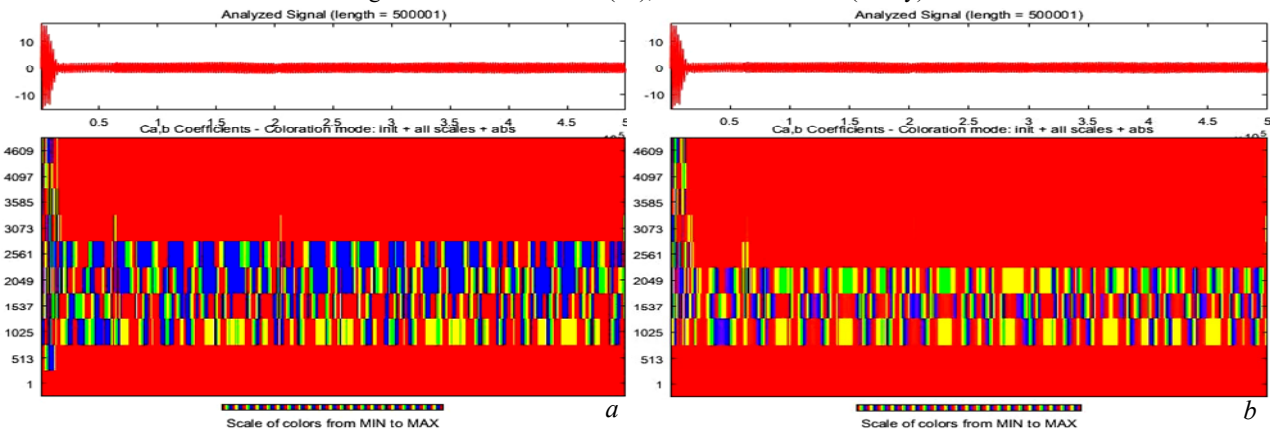 Analyzed Signal (length = 500001)
10
0
-10
0.5 1 1.5 2 2.5 3 3.5 4 4.5 5
Ca,b Coefficients - Coloration mode: init + all scales + abs
4609
4097
3585
3073
2561
2049
1537
1025
513
1
Scale of colors from MIN to MAX
a
Analyzed Signal (length = 500001)
10
0
-10
0.5 1 1.5 2 2.5 3 3.5 4 4.5 5
Ca,b Coefficients - Coloration mode: init + all scales + abs
4609
4097
3585
3073
2561
2049
1537
1025
513
1
Scale of colors from MIN to MAX
b